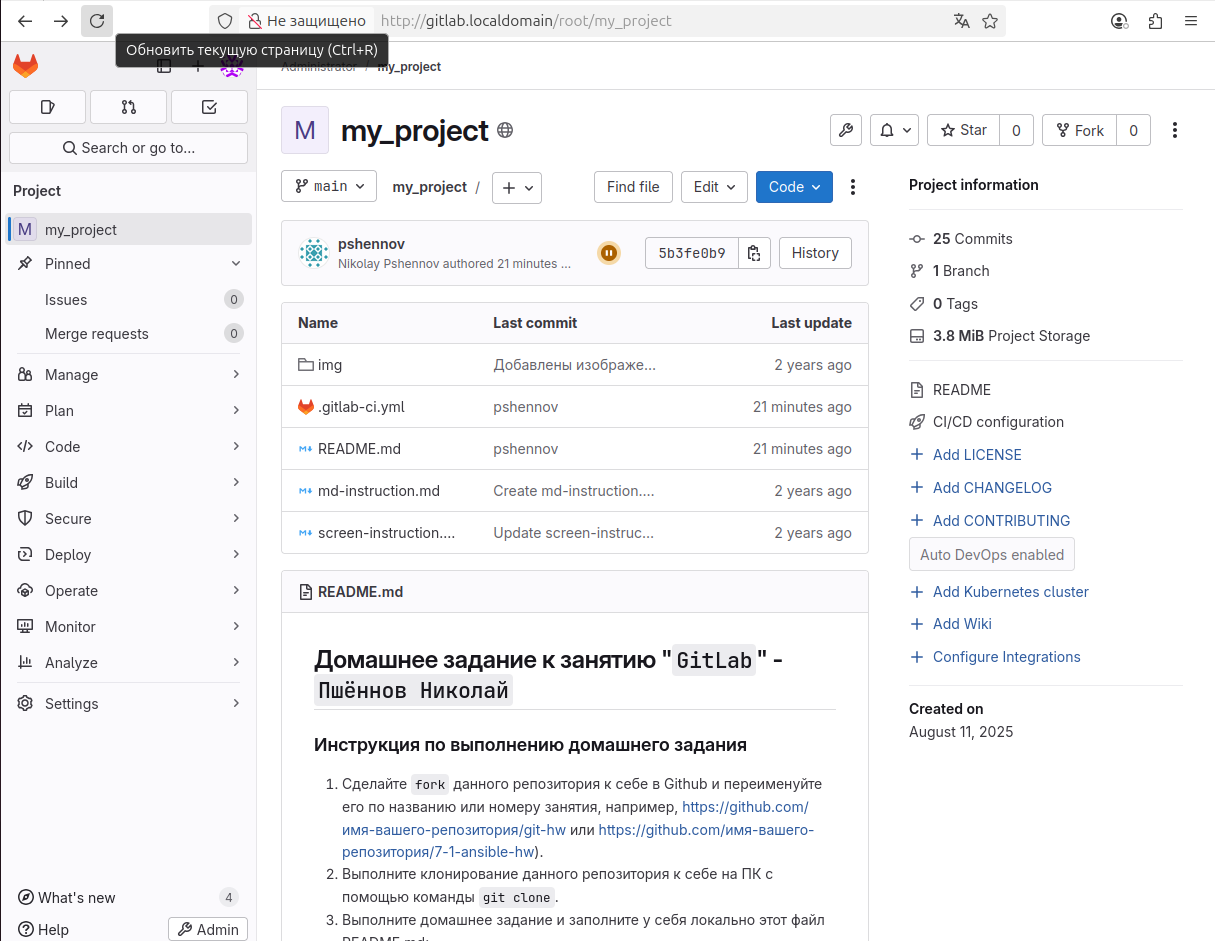 Не защищено
http://gitlab.localdomain/root/my_project
Обновить текущую страницу (Ctrl+R)
Administrator / my_project
Search or go to...
Project
M my_project
Pinned
Issues 0
Merge requests 0
Manage
Plan
Code
Build
Secure
Deploy
Operate
Monitor
Analyze
Settings
What's new 4
Help
Admin
M my_project
Star 0
Fork 0
main
my_project /
Find file
Edit
Code
pshennov
Nikolay Pshennov authored 21 minutes ...
5b3fe0b9
History
Name Last commit Last update
img Добавлены изображе... 2 years ago
.gitlab-ci.yml pshennov 21 minutes ago
README.md pshennov 21 minutes ago
md-instruction.md Create md-instruction.... 2 years ago
screen-instruction.... Update screen-instruc... 2 years ago
README.md
Домашнее задание к занятию "GitLab" -
Пшённов Николай
Инструкция по выполнению домашнего задания
1. Сделайте fork данного репозитория к себе в Github и переименуйте
его по названию или номеру занятия, например, https://github.com/
имя-вашего-репозитория/git-hw или https://github.com/имя-вашего-
репозитория/7-1-ansible-hw).
2. Выполните клонирование данного репозитория к себе на ПК с
помощью команды git clone.
3. Выполните домашнее задание и заполните у себя локально этот файл
README.md:
Project information
25 Commits
1 Branch
0 Tags
3.8 MiB Project Storage
README
CI/CD configuration
Add LICENSE
Add CHANGELOG
Add CONTRIBUTING
Auto DevOps enabled
Add Kubernetes cluster
Add Wiki
Configure Integrations
Created on
August 11, 2025